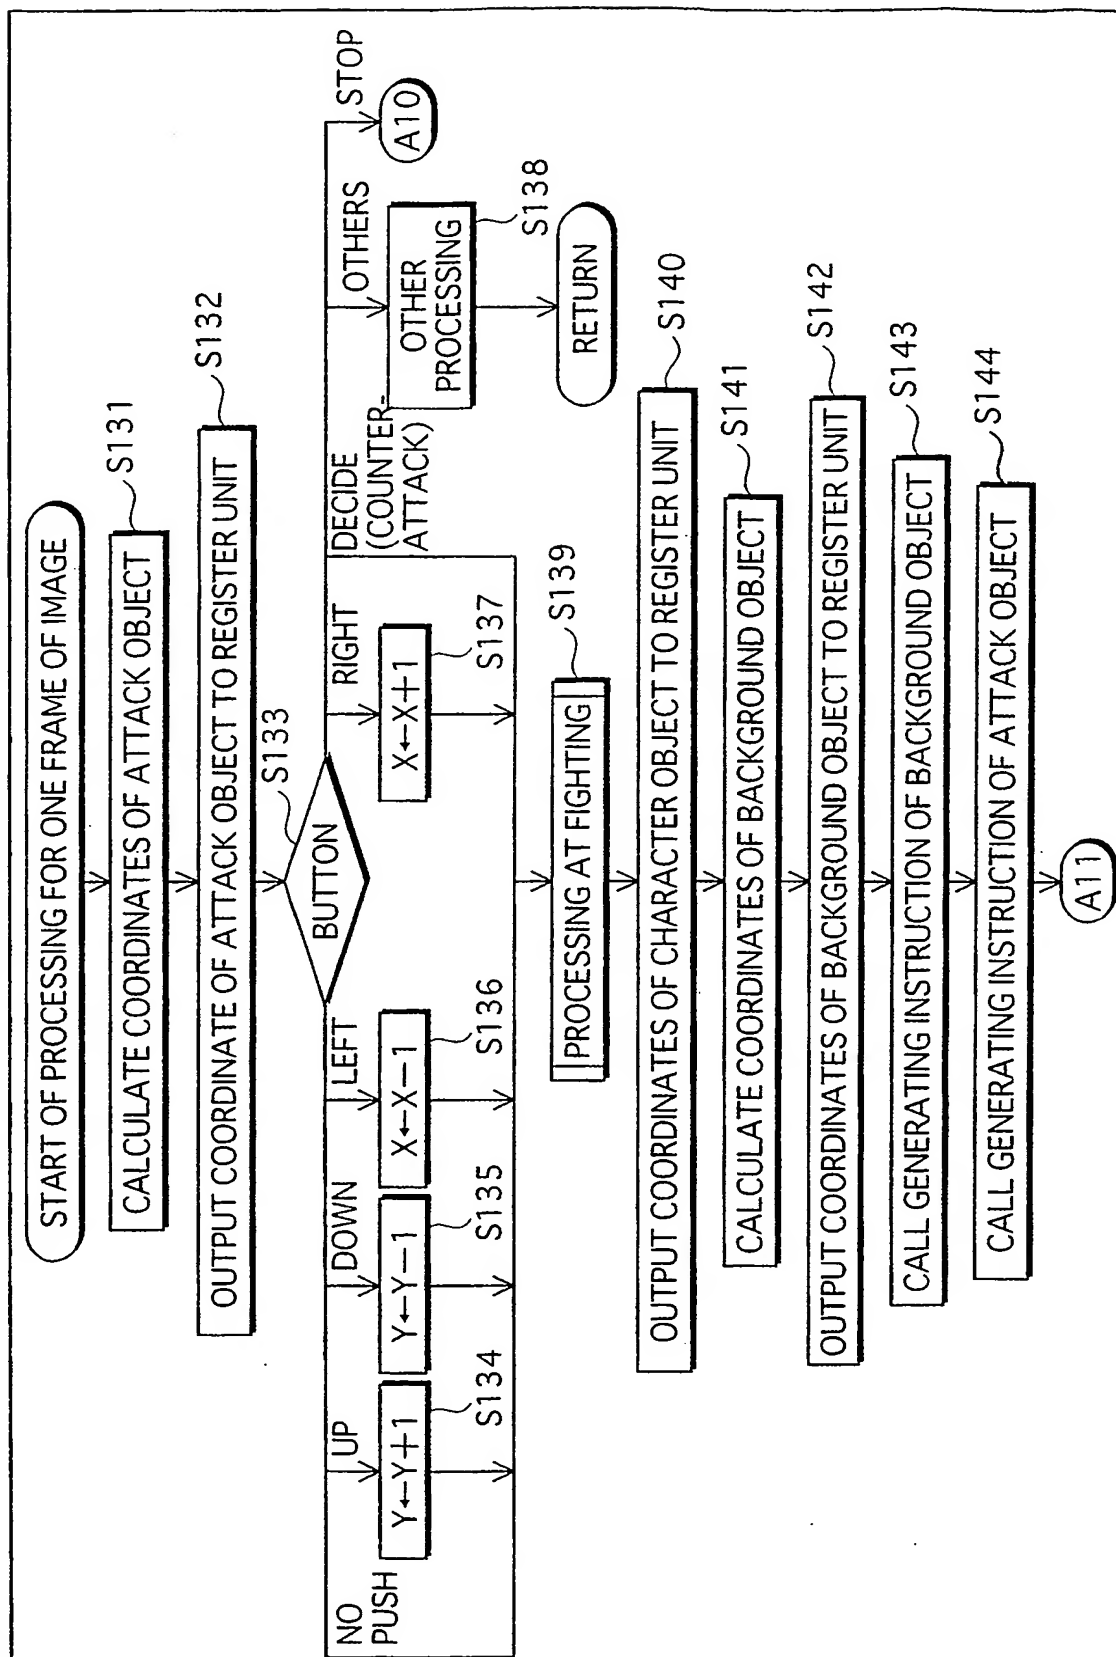 START OF PROCESSING FOR ONE FRAME OF IMAGE
CALCULATE COORDINATES OF ATTACK OBJECT
S131
OUTPUT COORDINATE OF ATTACK OBJECT TO REGISTER UNIT
S132
BUTTON
S133
NO
PUSH
UP
Y←Y+1
S134
DOWN
Y←Y−1
S135
LEFT
X←X−1
S136
RIGHT
X←X+1
S137
DECIDE
(COUNTER-
ATTACK)
OTHERS
OTHER
PROCESSING
S138
RETURN
STOP
A10
PROCESSING AT FIGHTING
S139
OUTPUT COORDINATES OF CHARACTER OBJECT TO REGISTER UNIT
S140
CALCULATE COORDINATES OF BACKGROUND OBJECT
S141
OUTPUT COORDINATES OF BACKGROUND OBJECT TO REGISTER UNIT
S142
CALL GENERATING INSTRUCTION OF BACKGROUND OBJECT
S143
CALL GENERATING INSTRUCTION OF ATTACK OBJECT
S144
A11